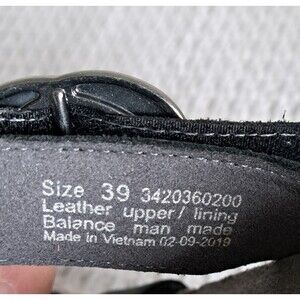 Size 39 3420360200
Leather upper/ lining
Balance man made
Made in Vietnam 02-09-2019